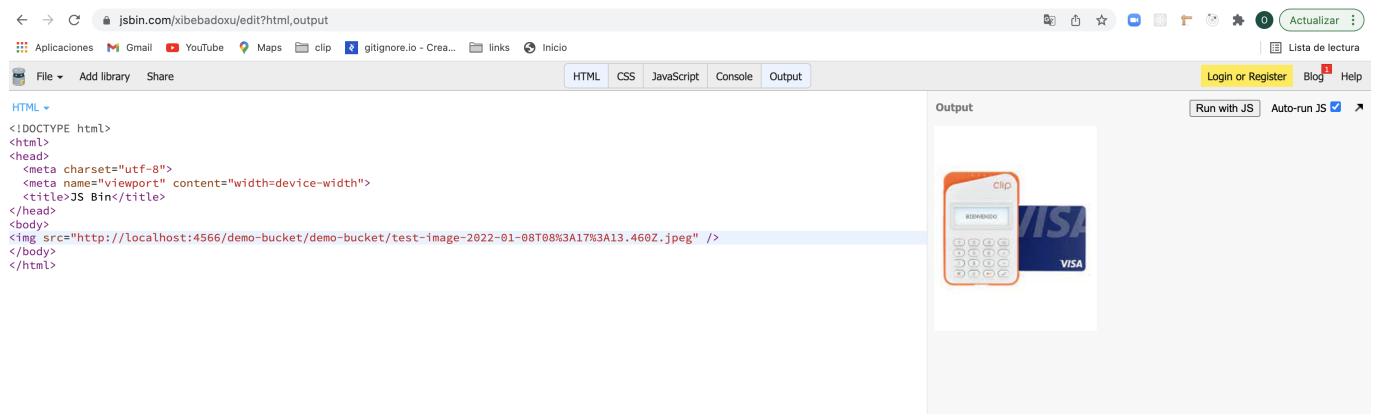 jsbin.com/xibebadoxu/edit?html,output
O
Actualizar
Aplicaciones Gmail YouTube Maps clip gitignore.io - Crea... links Inicio Lista de lectura
File Add library Share HTML CSS JavaScript Console Output Login or Register Blog 1 Help
HTML
<!DOCTYPE html>
<html>
<head>
<meta charset="utf-8">
<meta name="viewport" content="width=device-width">
<title>JS Bin</title>
</head>
<body>
<img src="http://localhost:4566/demo-bucket/demo-bucket/test-image-2022-01-08T08%3A17%3A13.460Z.jpeg" />
</body>
</html>
Output Run with JS Auto-run JS
clip
BIENVENIDO
VISA
VISA